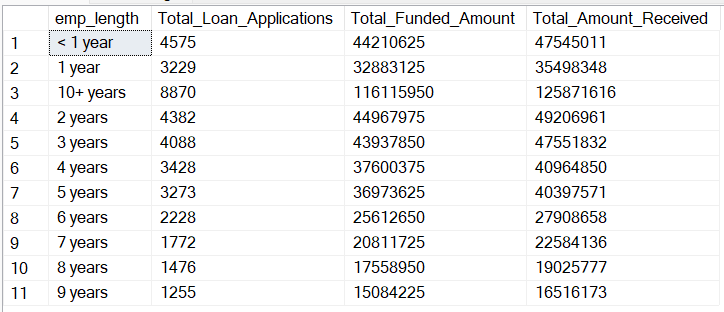 emp_length Total_Loan_Applications Total_Funded_Amount Total_Amount_Received
1 < 1 year 4575 44210625 47545011
2 1 year 3229 32883125 35498348
3 10+ years 8870 116115950 125871616
4 2 years 4382 44967975 49206961
5 3 years 4088 43937850 47551832
6 4 years 3428 37600375 40964850
7 5 years 3273 36973625 40397571
8 6 years 2228 25612650 27908658
9 7 years 1772 20811725 22584136
10 8 years 1476 17558950 19025777
11 9 years 1255 15084225 16516173